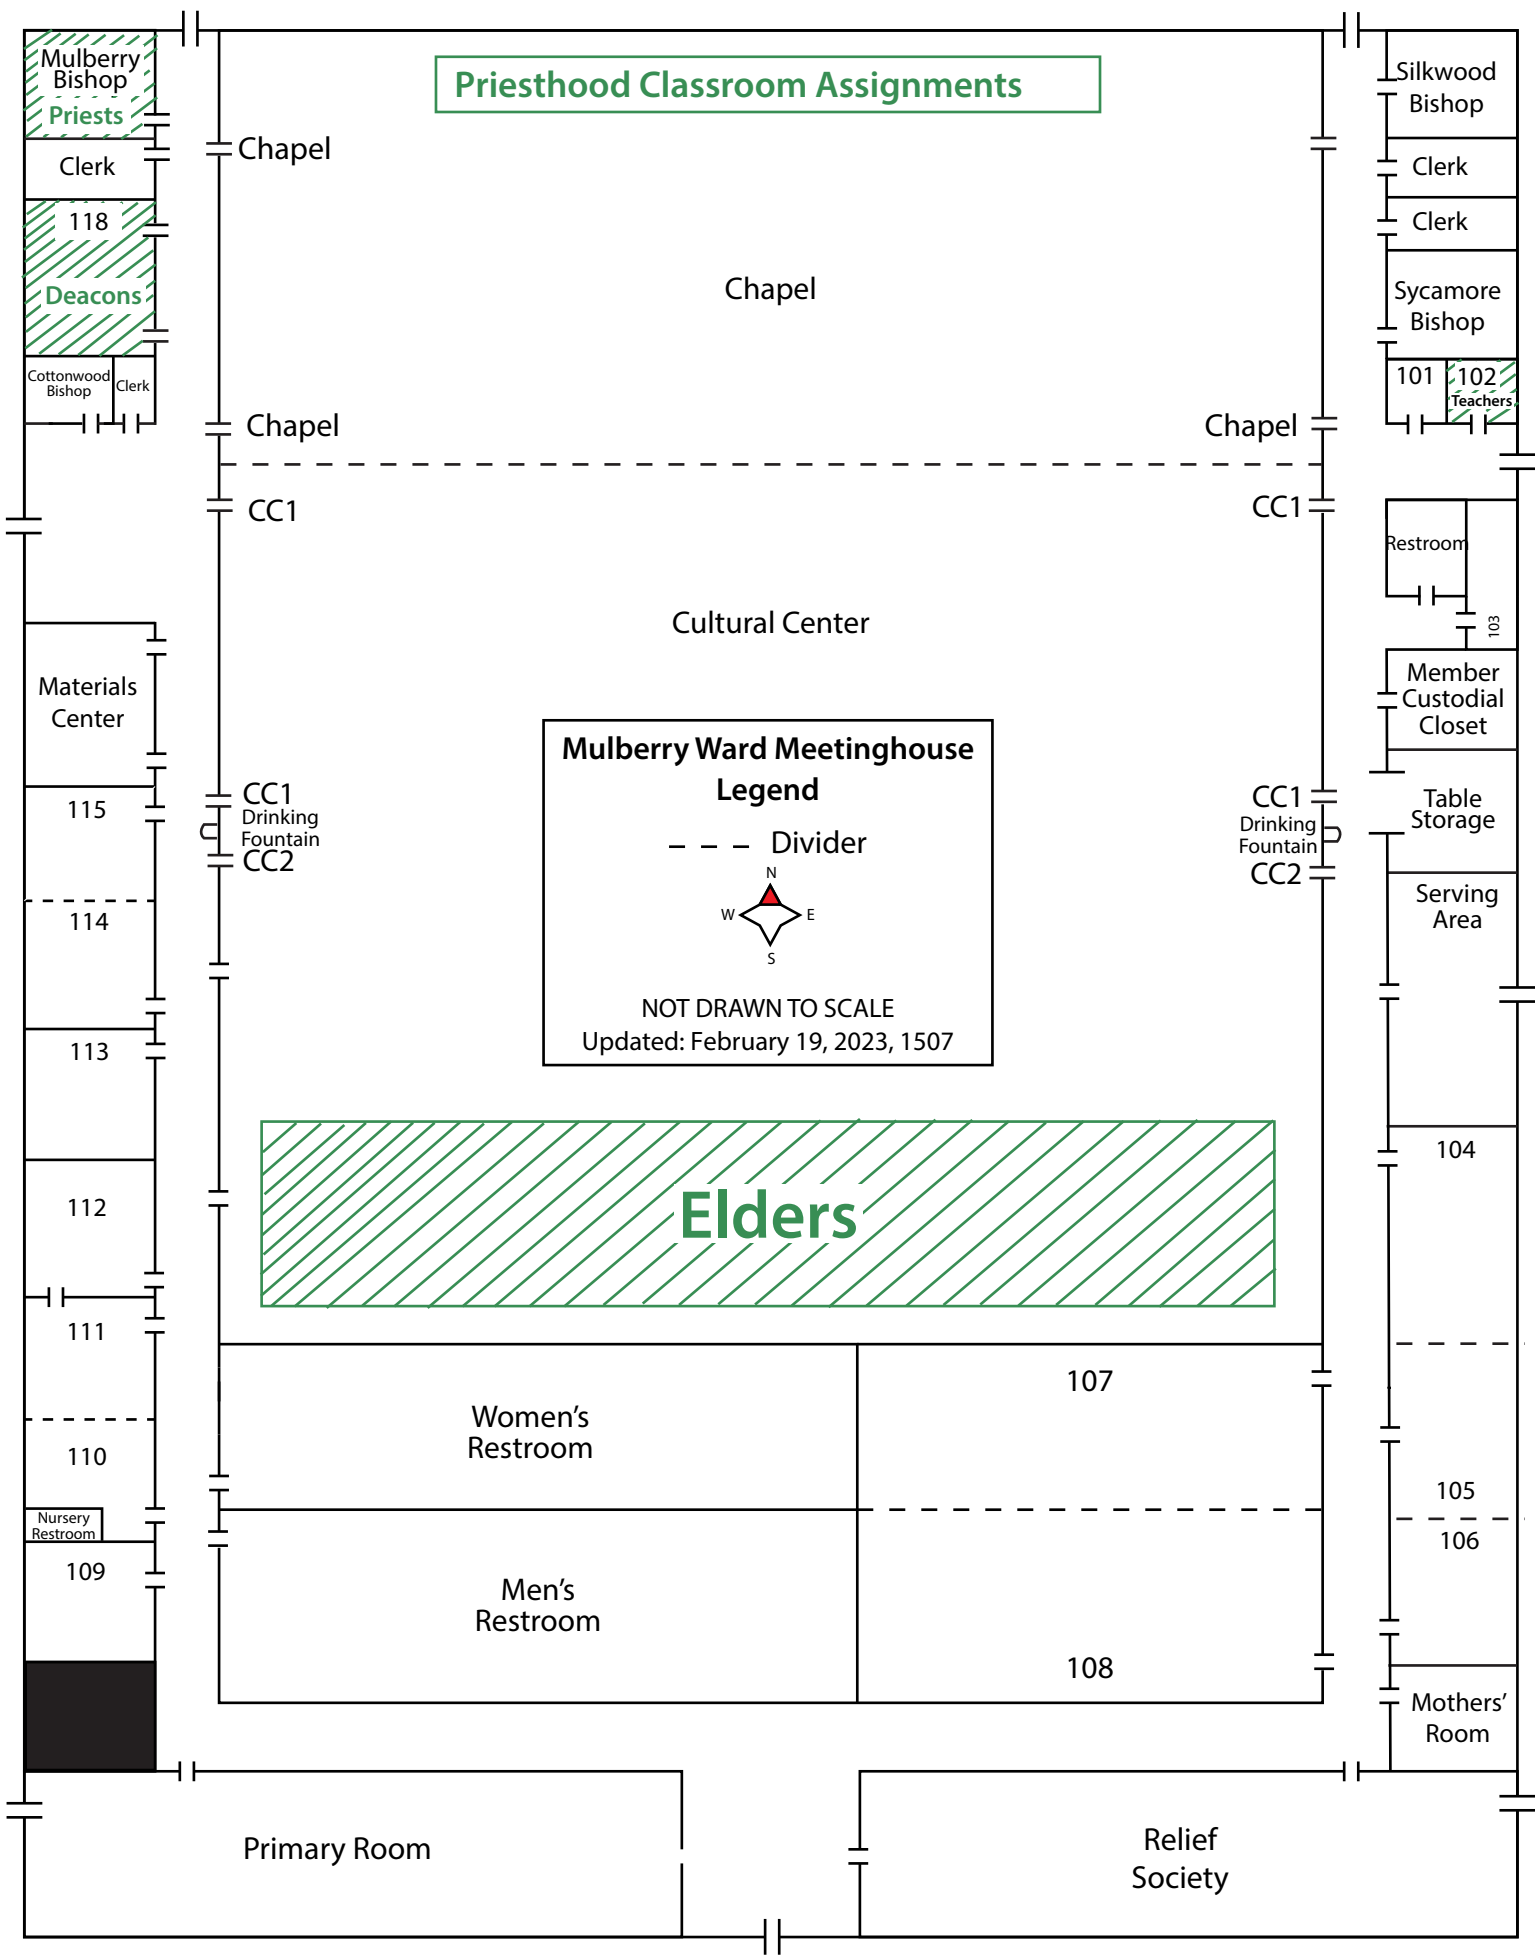 Priesthood Classroom Assignments
Mulberry
Bishop
Priests
Clerk
118
Deacons
Cottonwood
Bishop
Clerk
Chapel
Chapel
Chapel
Chapel
Silkwood
Bishop
Clerk
Clerk
Sycamore
Bishop
101
102
Teachers
CC1
CC1
Cultural Center
Restroom
103
Materials
Center
Member
Custodial
Closet
Mulberry Ward Meetinghouse
Legend
Divider
N
W
E
S
NOT DRAWN TO SCALE
Updated: February 19, 2023, 1507
115
CC1
Drinking
Fountain
CC2
CC1
Drinking
Fountain
CC2
Table
Storage
Serving
Area
114
113
112
Elders
104
111
110
Nursery
Restroom
109
Women's
Restroom
107
Men's
Restroom
108
105
106
Mothers'
Room
Primary Room
Relief
Society